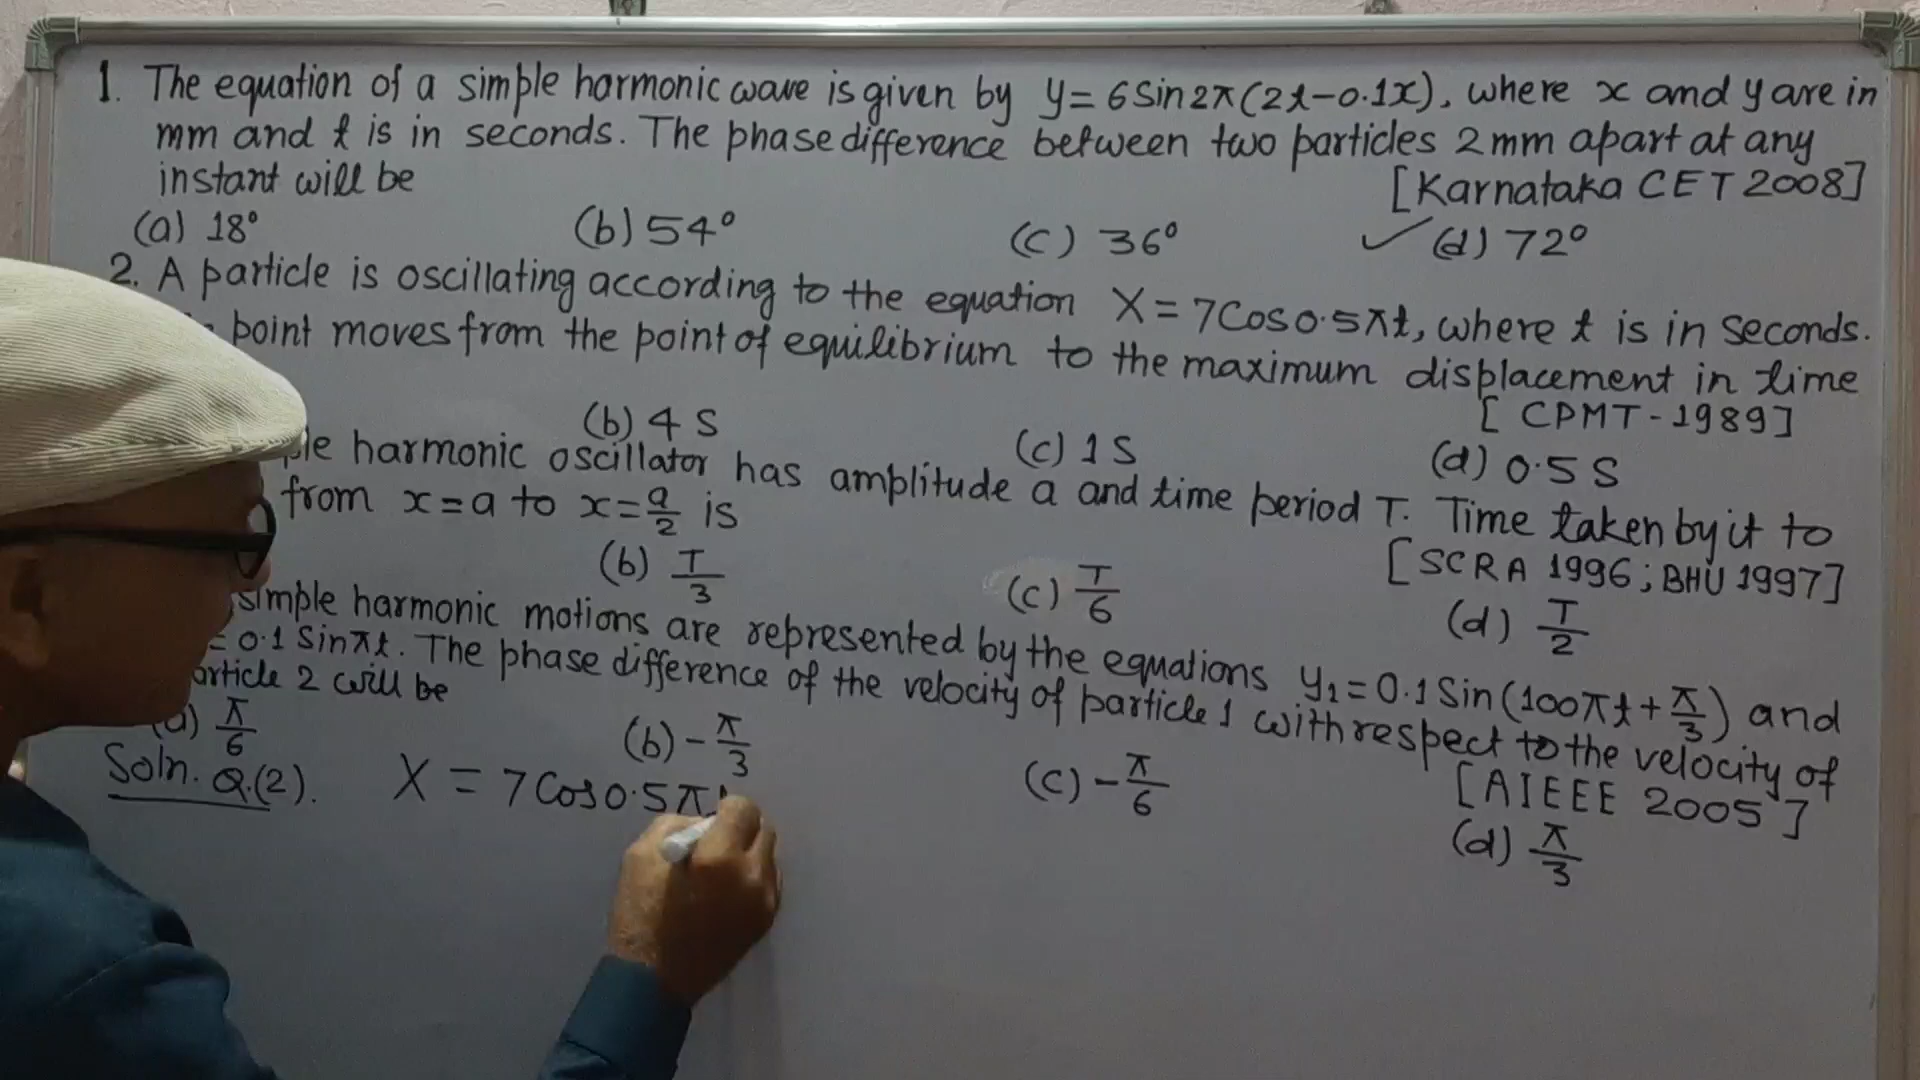 1. The equation of a simple harmonic wave is given by y = 6 Sin 2π (2t - 0.1x), where x and y are in
mm and t is in seconds. The phase difference between two particles 2 mm apart at any
instant will be
[Karnataka CET 2008]
(a) 18° (b) 54° (c) 36° ✓ (d) 72°
2. A particle is oscillating according to the equation X = 7 Cos 0.5πt, where t is in seconds.
point moves from the point of equilibrium to the maximum displacement in time
[CPMT - 1989]
(b) 4 S (c) 1 S (d) 0.5 S
harmonic oscillator has amplitude a and time period T. Time taken by it to
from x = a to x = a/2 is
[SCRA 1996; BHU 1997]
(b) T/3 (c) T/6 (d) T/2
simple harmonic motions are represented by the equations y1 = 0.1 Sin (100πt + π/3) and
= 0.1 Sin πt. The phase difference of the velocity of particle 1 with respect to the velocity of
particle 2 will be
[AIEEE 2005]
(a) π/6 (b) - π/3 (c) - π/6 (d) π/3
Soln. Q.(2). X = 7 Cos 0.5π